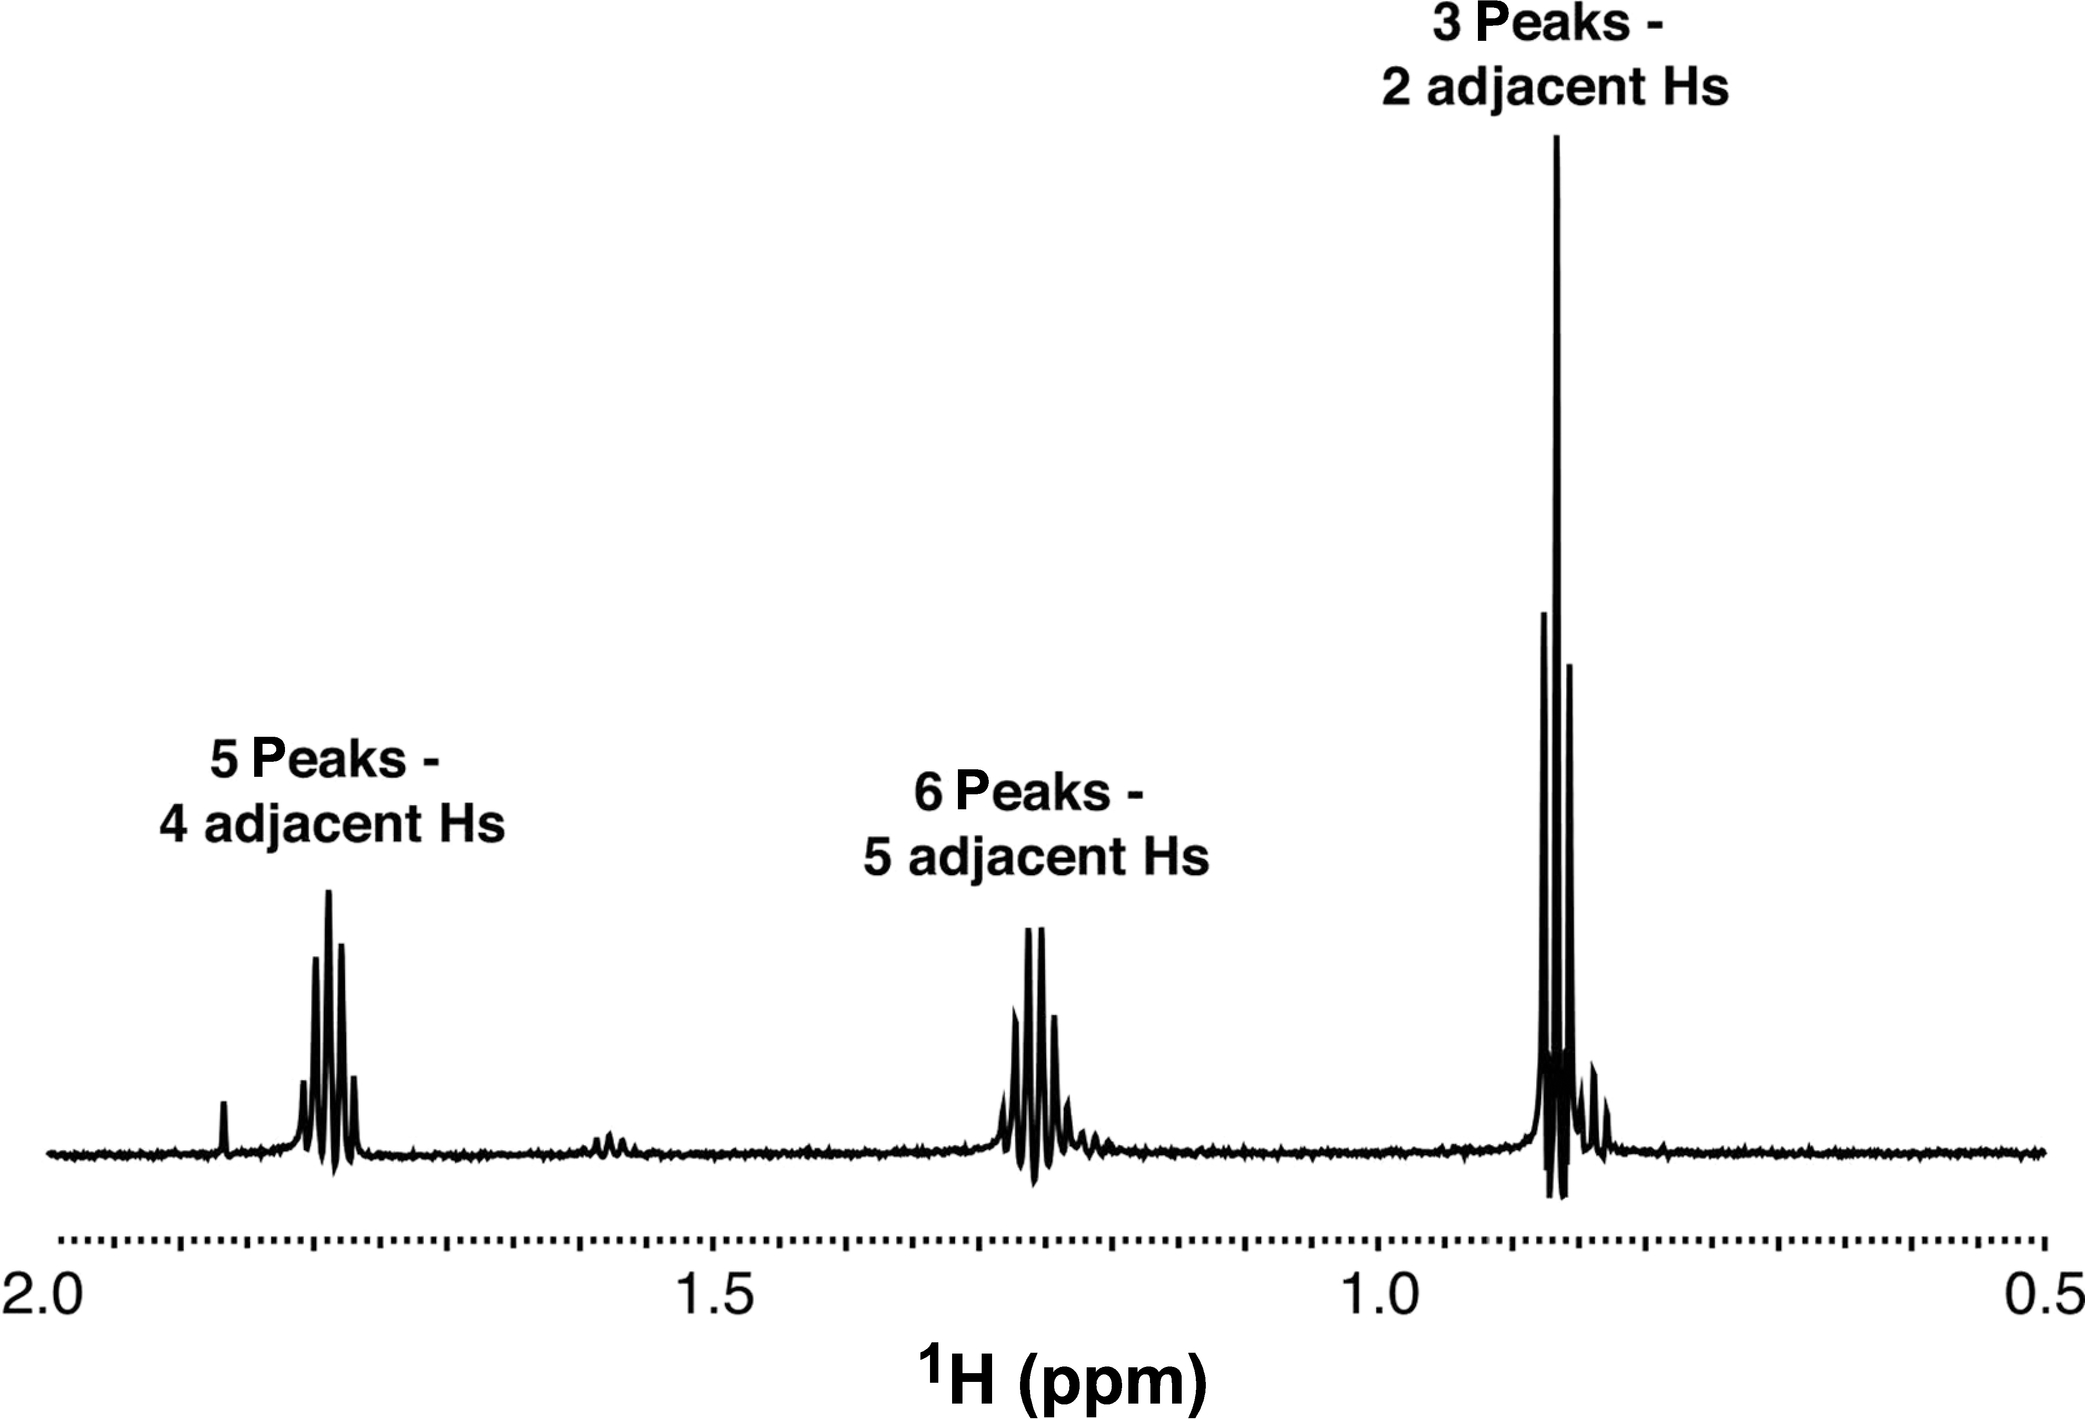 3 Peaks -
2 adjacent Hs
5 Peaks -
4 adjacent Hs
6 Peaks -
5 adjacent Hs
2.0 1.5 1.0 0.5
¹H (ppm)